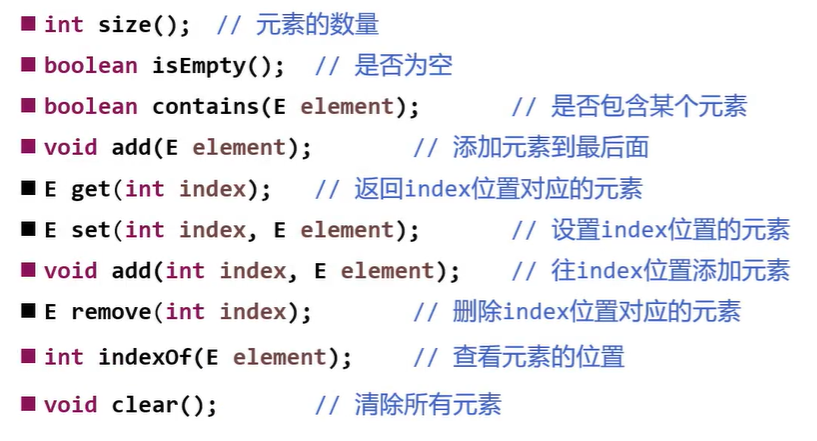 int size(); // 元素的数量
boolean isEmpty(); // 是否为空
boolean contains(E element); // 是否包含某个元素
void add(E element); // 添加元素到最后面
E get(int index); // 返回index位置对应的元素
E set(int index, E element); // 设置index位置的元素
void add(int index, E element); // 往index位置添加元素
E remove(int index); // 删除index位置对应的元素
int indexOf(E element); // 查看元素的位置
void clear(); // 清除所有元素